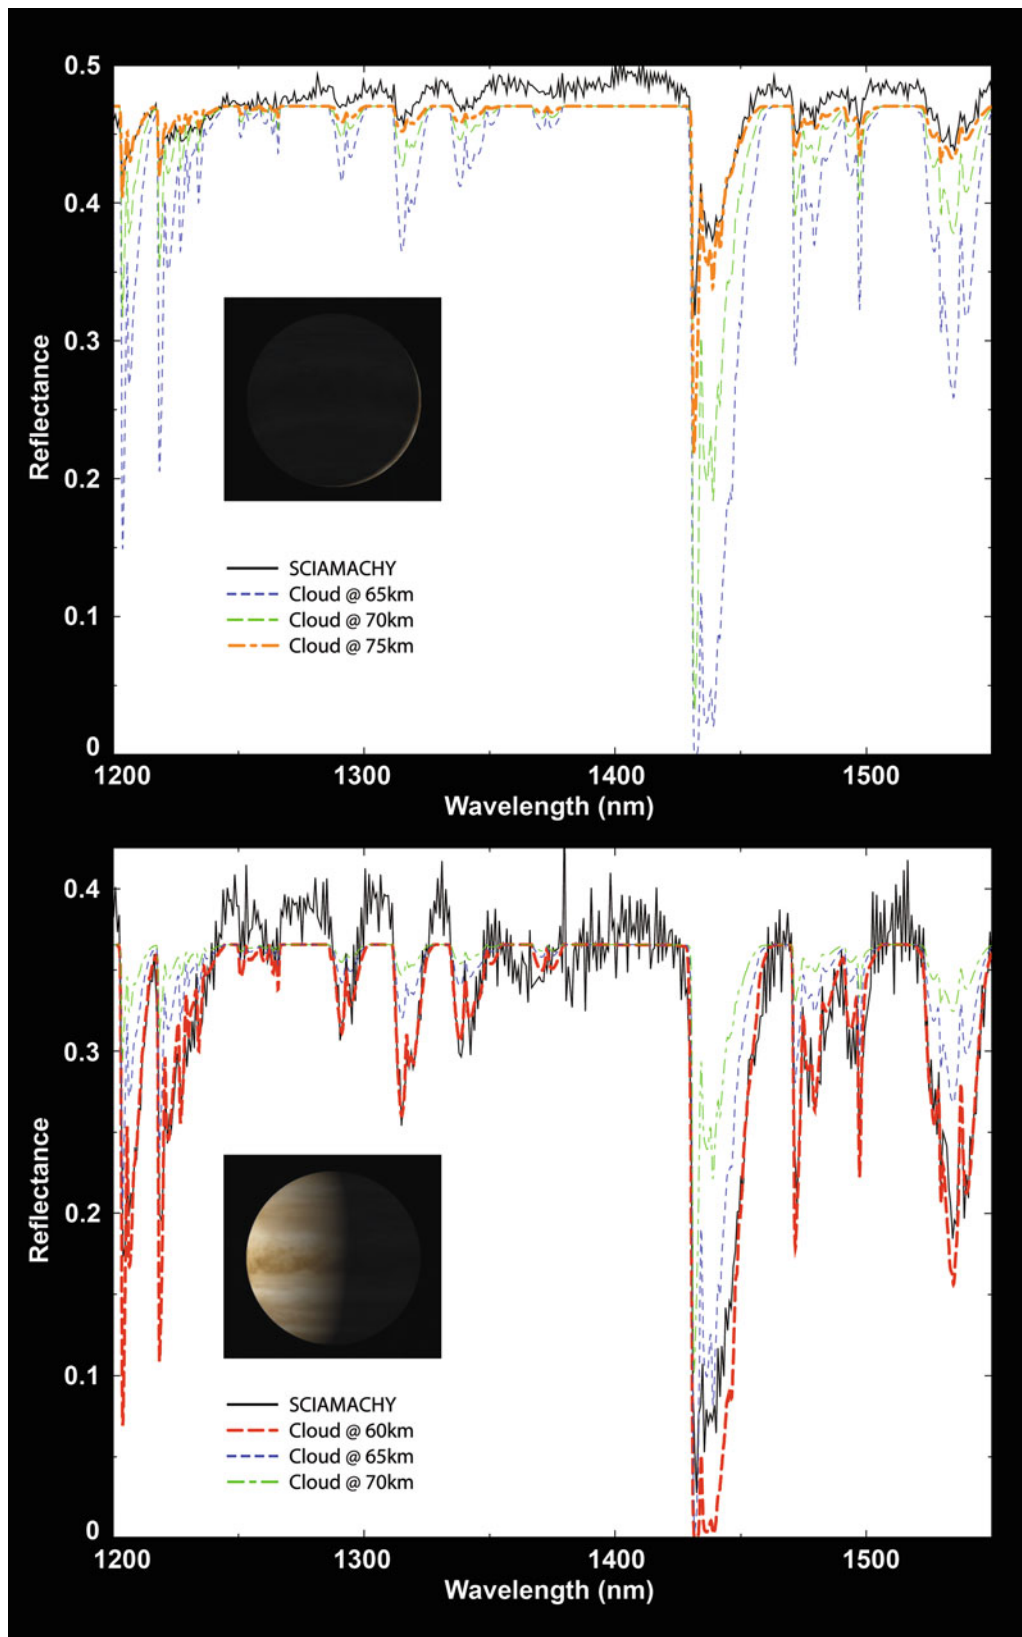 0.5
0.4
0.3
0.2
0.1
0
Reflectance
SCIAMACHY
Cloud @ 65km
Cloud @ 70km
Cloud @ 75km
1200 1300 1400 1500
Wavelength (nm)
0.4
0.3
0.2
0.1
0
Reflectance
SCIAMACHY
Cloud @ 60km
Cloud @ 65km
Cloud @ 70km
1200 1300 1400 1500
Wavelength (nm)